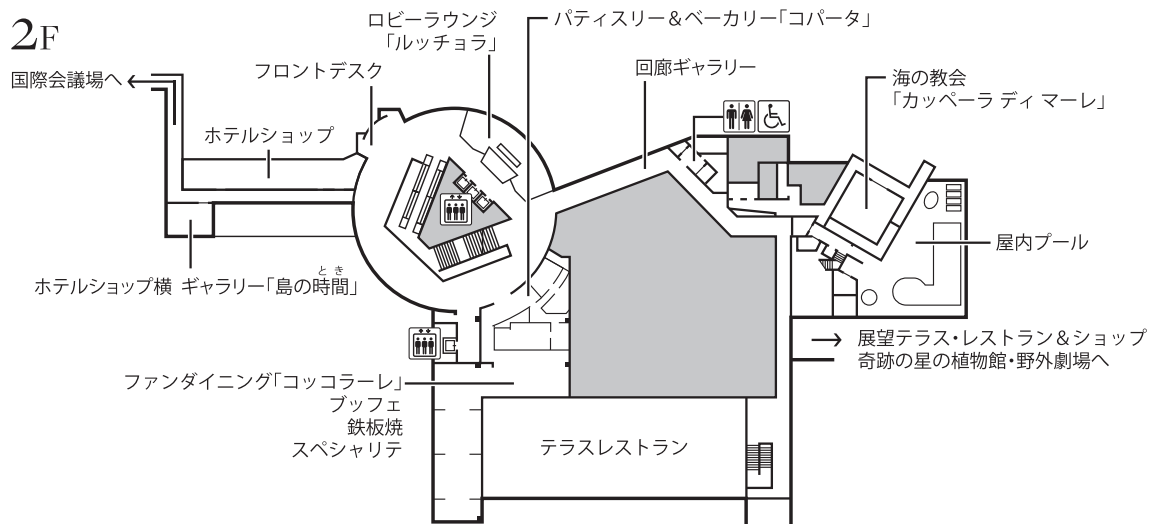 2F
国際会議場へ
フロントデスク
ロビーラウンジ
「ルッチョラ」
パティスリー＆ベーカリー「コパータ」
回廊ギャラリー
海の教会
「カッペーラ ディ マーレ」
ホテルショップ
屋内プール
とき
ホテルショップ横 ギャラリー「島の時間」
展望テラス・レストラン＆ショップ
奇跡の星の植物館・野外劇場へ
ファンダイニング「コッコラーレ」
ブッフェ
鉄板焼
スペシャリテ
テラスレストラン